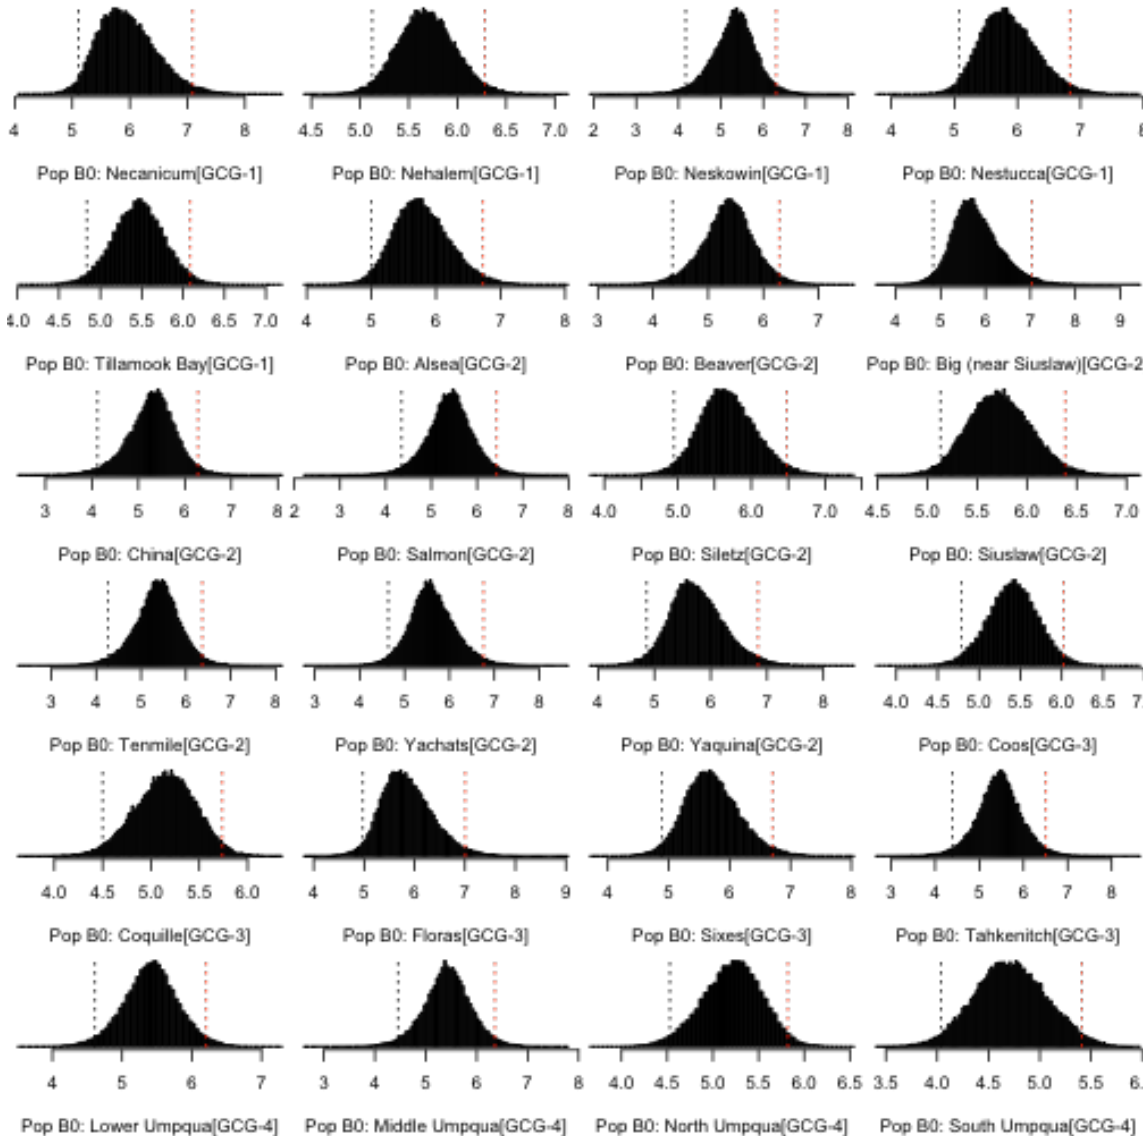 4 5 6 7 8 4.5 5.0 5.5 6.0 6.5 7.0 2 3 4 5 6 7 8 4 5 6 7 8
Pop B0: Necanicum[GCG-1] Pop B0: Nehalem[GCG-1] Pop B0: Neskowin[GCG-1] Pop B0: Nestucca[GCG-1]
4.0 4.5 5.0 5.5 6.0 6.5 7.0 4 5 6 7 8 3 4 5 6 7 4 5 6 7 8 9
Pop B0: Tillamook Bay[GCG-1] Pop B0: Alsea[GCG-2] Pop B0: Beaver[GCG-2] Pop B0: Big (near Siuslaw)[GCG-2
3 4 5 6 7 8 2 3 4 5 6 7 8 4.0 5.0 6.0 7.0 4.5 5.0 5.5 6.0 6.5 7.0
Pop B0: China[GCG-2] Pop B0: Salmon[GCG-2] Pop B0: Siletz[GCG-2] Pop B0: Siuslaw[GCG-2]
3 4 5 6 7 8 3 4 5 6 7 8 4 5 6 7 8 4.0 4.5 5.0 5.5 6.0 6.5 7.
Pop B0: Tenmile[GCG-2] Pop B0: Yachats[GCG-2] Pop B0: Yaquina[GCG-2] Pop B0: Coos[GCG-3]
4.0 4.5 5.0 5.5 6.0 4 5 6 7 8 9 4 5 6 7 8 3 4 5 6 7 8
Pop B0: Coquille[GCG-3] Pop B0: Floras[GCG-3] Pop B0: Sixes[GCG-3] Pop B0: Tahkenitch[GCG-3]
4 5 6 7 3 4 5 6 7 8 4.0 4.5 5.0 5.5 6.0 6.5 3.5 4.0 4.5 5.0 5.5 6.
Pop B0: Lower Umpqua[GCG-4] Pop B0: Middle Umpqua[GCG-4] Pop B0: North Umpqua[GCG-4] Pop B0: South Umpqua[GCG-4]